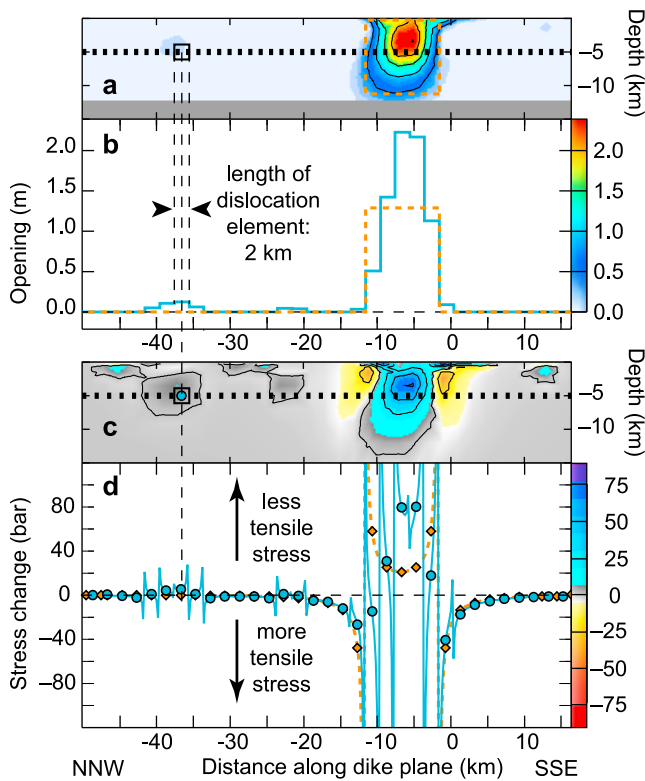 a
−5
−10
Depth (km)
b
2.0
1.5
1.0
0.5
0.0
Opening (m)
length of
dislocation
element:
2 km
2.0
1.5
1.0
0.5
0.0
-40
-30
-20
-10
0
10
c
−5
−10
Depth (km)
d
80
40
0
−40
−80
Stress change (bar)
less
tensile
stress
more
tensile
stress
75
50
25
0
−25
−50
−75
-40
-30
-20
-10
0
10
NNW
Distance along dike plane (km)
SSE